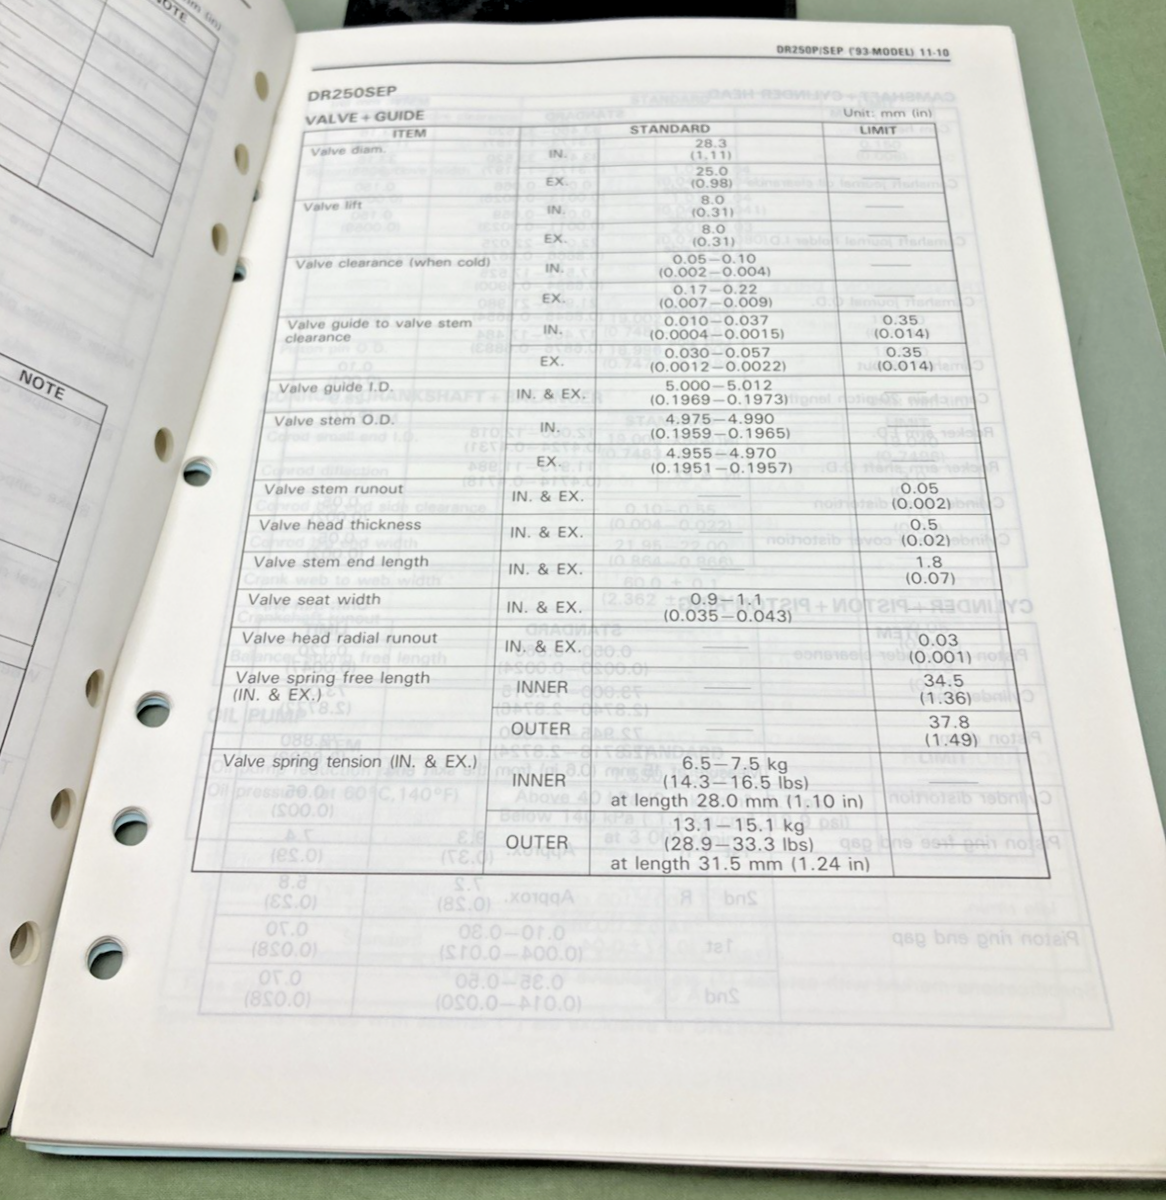 NOTE
mm (in)
NOTE
DR250P/SEP ('93-MODEL) 11-10
DR250SEP
VALVE + GUIDE Unit: mm (in)
ITEM STANDARD LIMIT
Valve diam. IN. 28.3 (1.11) ——
EX. 25.0 (0.98) ——
Valve lift IN. 8.0 (0.31) ——
EX. 8.0 (0.31) ——
Valve clearance (when cold) IN. 0.05–0.10 (0.002–0.004) ——
EX. 0.17–0.22 (0.007–0.009) ——
Valve guide to valve stem clearance IN. 0.010–0.037 (0.0004–0.0015) 0.35 (0.014)
EX. 0.030–0.057 (0.0012–0.0022) 0.35 (0.014)
Valve guide I.D. IN. & EX. 5.000–5.012 (0.1969–0.1973) ——
Valve stem O.D. IN. 4.975–4.990 (0.1959–0.1965) ——
EX. 4.955–4.970 (0.1951–0.1957) ——
Valve stem runout IN. & EX. —— 0.05 (0.002)
Valve head thickness IN. & EX. —— 0.5 (0.02)
Valve stem end length IN. & EX. —— 1.8 (0.07)
Valve seat width IN. & EX. 0.9–1.1 (0.035–0.043) ——
Valve head radial runout IN. & EX. —— 0.03 (0.001)
Valve spring free length (IN. & EX.) INNER —— 34.5 (1.36)
OUTER —— 37.8 (1.49)
Valve spring tension (IN. & EX.) INNER 6.5–7.5 kg (14.3–16.5 lbs) at length 28.0 mm (1.10 in) ——
OUTER 13.1–15.1 kg (28.9–33.3 lbs) at length 31.5 mm (1.24 in) ——